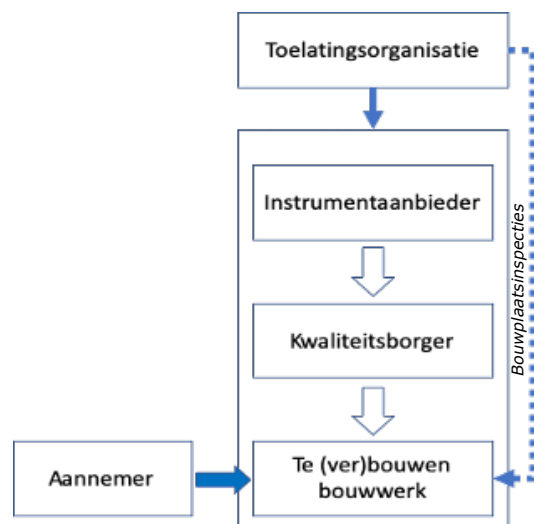 Toelatingsorganisatie
Instrumentaanbieder
Bouwplaatsinspecties
Kwaliteitsborger
Aannemer
Te (ver)bouwen
bouwwerk